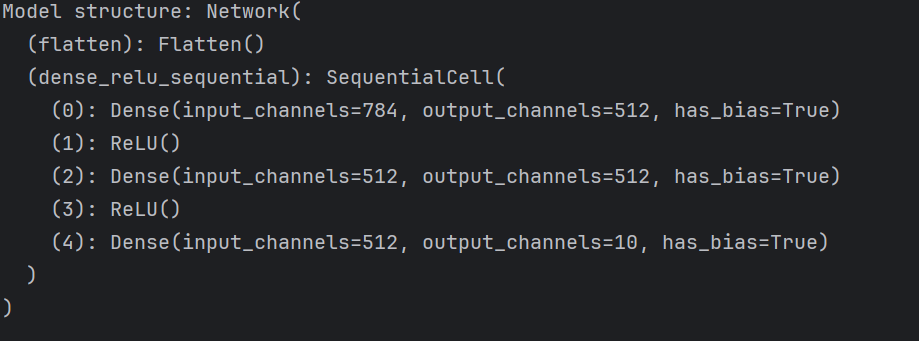 Model structure: Network(
  (flatten): Flatten()
  (dense_relu_sequential): SequentialCell(
    (0): Dense(input_channels=784, output_channels=512, has_bias=True)
    (1): ReLU()
    (2): Dense(input_channels=512, output_channels=512, has_bias=True)
    (3): ReLU()
    (4): Dense(input_channels=512, output_channels=10, has_bias=True)
  )
)